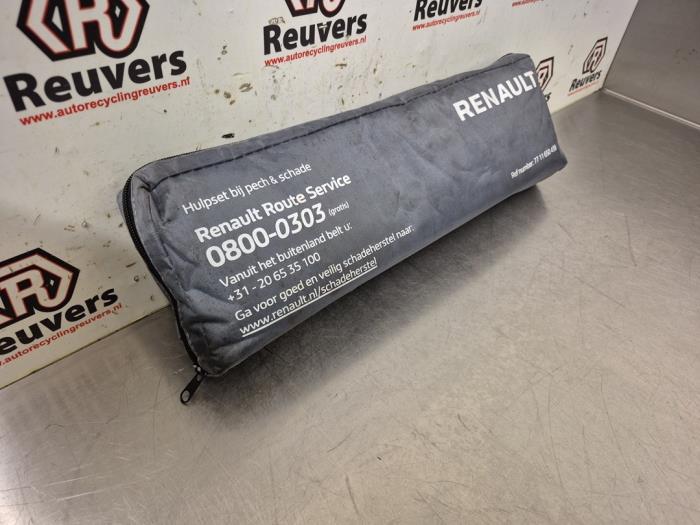 Reuvers
www.autorecyclingreuvers.nl
Reuvers
www.autorecyclingreuvers.nl
Reuvers
www.autorecyclingreuvers.nl
Reuvers
RENAULT
Hulpset bij pech & schade
Renault Route Service
0800-0303 (gratis)
Vanuit het buitenland belt u:
+31 - 20 65 35 100
Ga voor goed en veilig schadeherstel naar:
www.renault.nl/schadeherstel